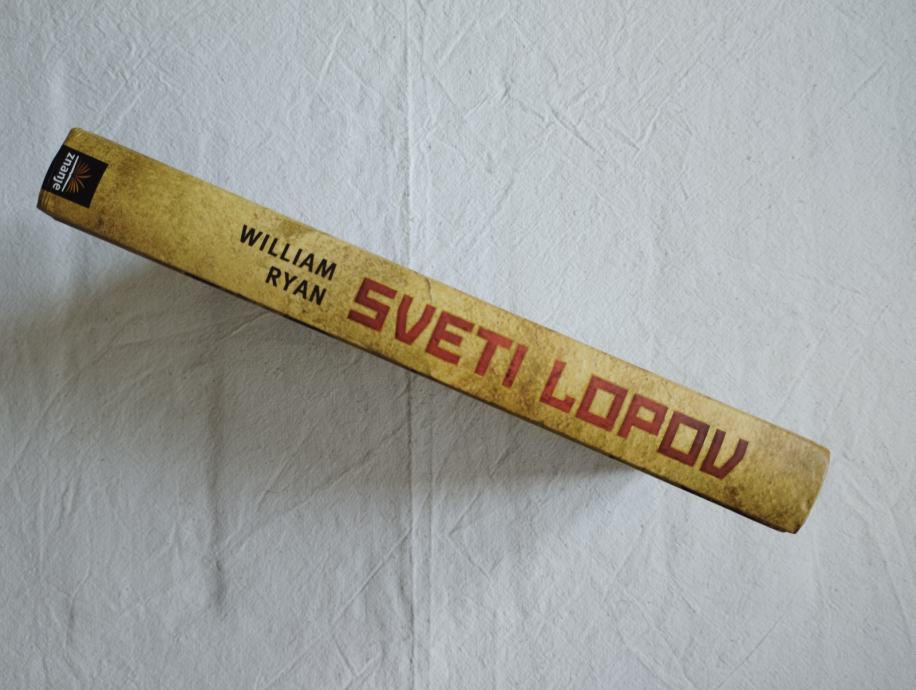 znanje
WILLIAM
RYAN
SVETI LOPOV